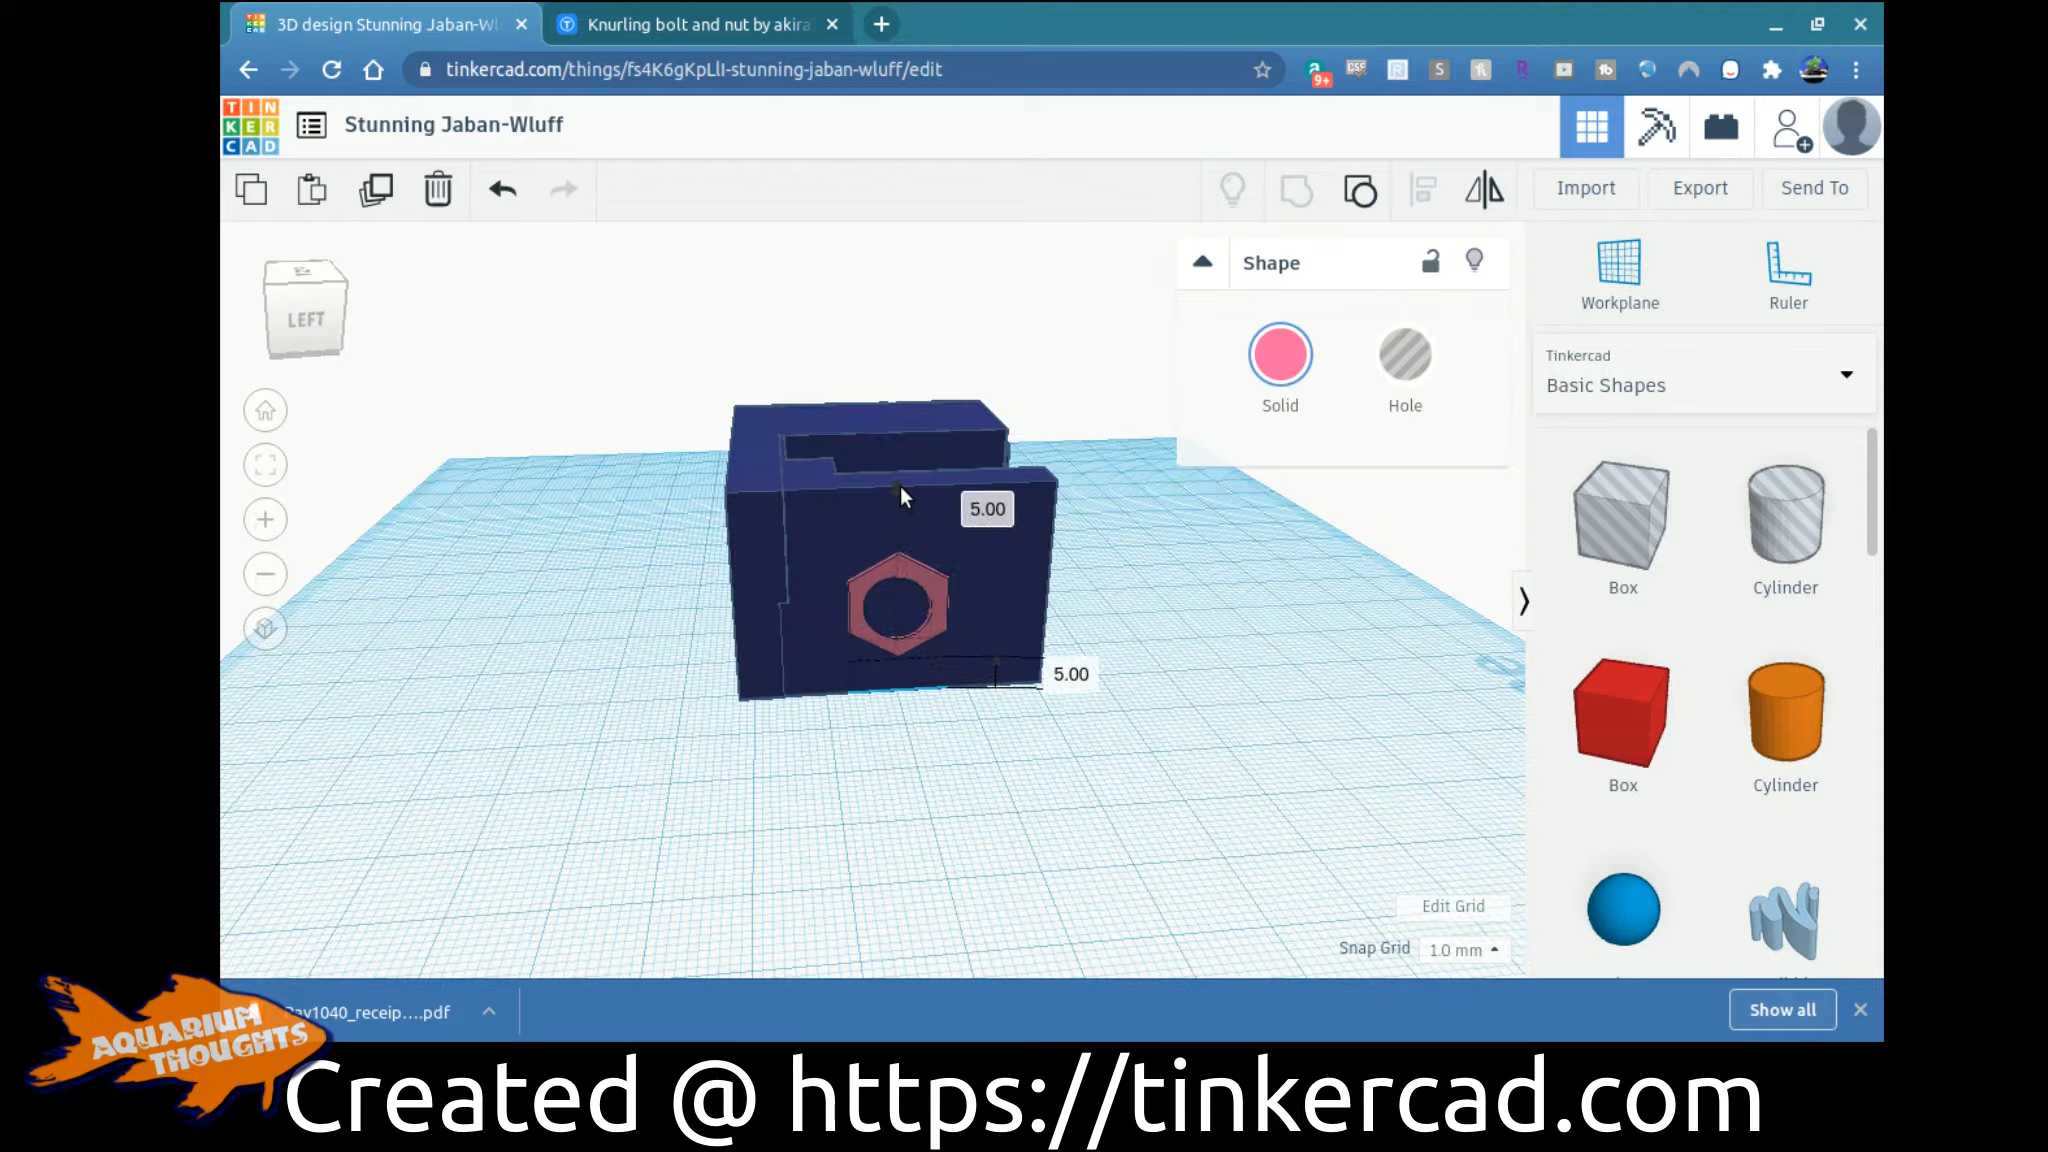 3D design Stunning Jaban-Wl
Knurling bolt and nut by akira
tinkercad.com/things/fs4K6gKpLlI-stunning-jaban-wluff/edit
9+
TIN
KER
CAD
Stunning Jaban-Wluff
Import
Export
Send To
LEFT
Shape
Solid
Hole
Workplane
Ruler
Tinkercad
Basic Shapes
5.00
5.00
Box
Cylinder
Box
Cylinder
Edit Grid
Snap Grid
1.0 mm
Pay1040_receip....pdf
Show all
AQUARIUM
THOUGHTS
Created @ https://tinkercad.com